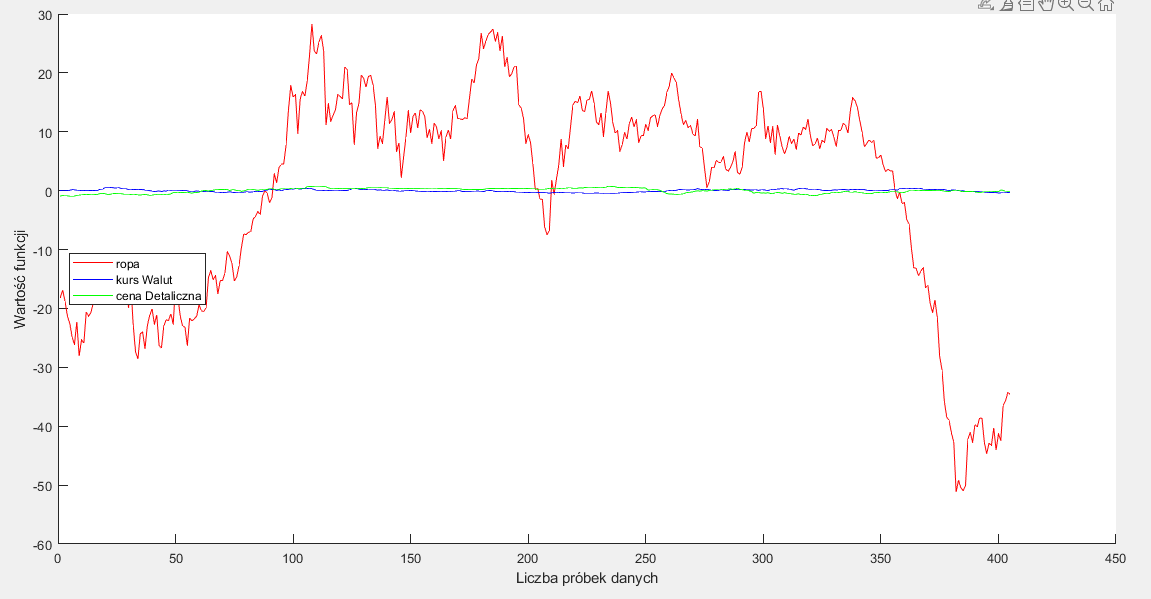 30
20
10
0
-10
-20
-30
-40
-50
-60
Wartość funkcji
ropa
kurs Walut
cena Detaliczna
0 50 100 150 200 250 300 350 400 450
Liczba próbek danych